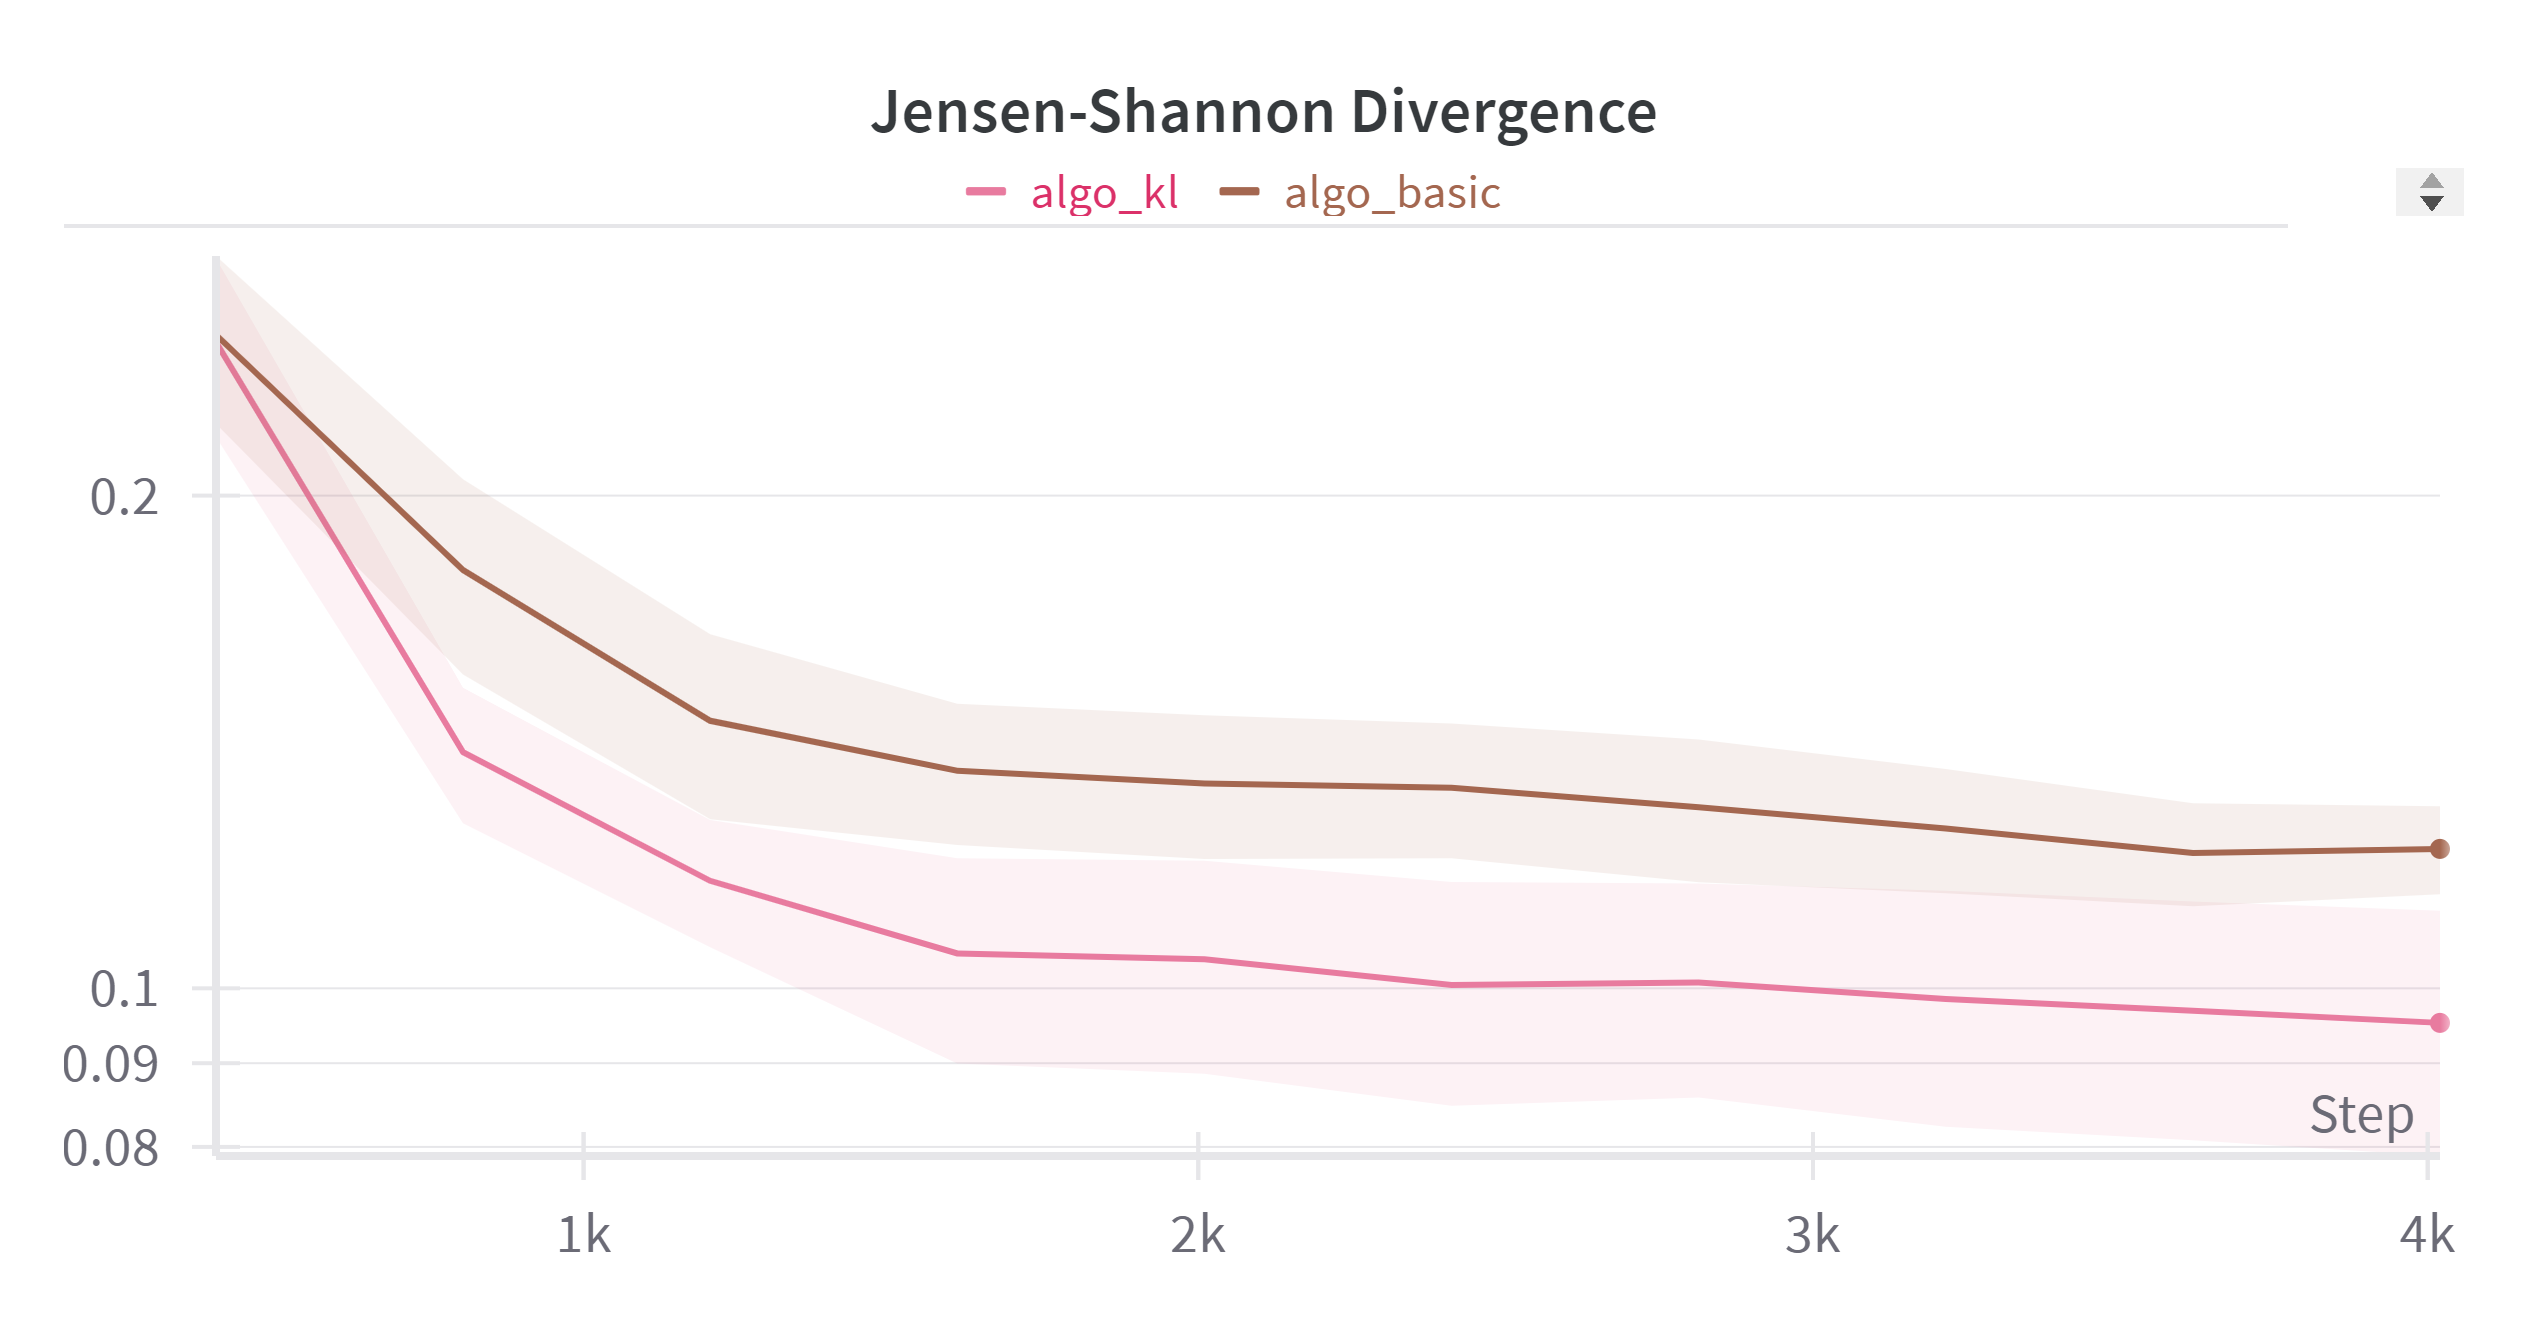 Jensen-Shannon Divergence
algo_kl algo_basic
0.2
0.1
0.09
0.08
Step
1k 2k 3k 4k